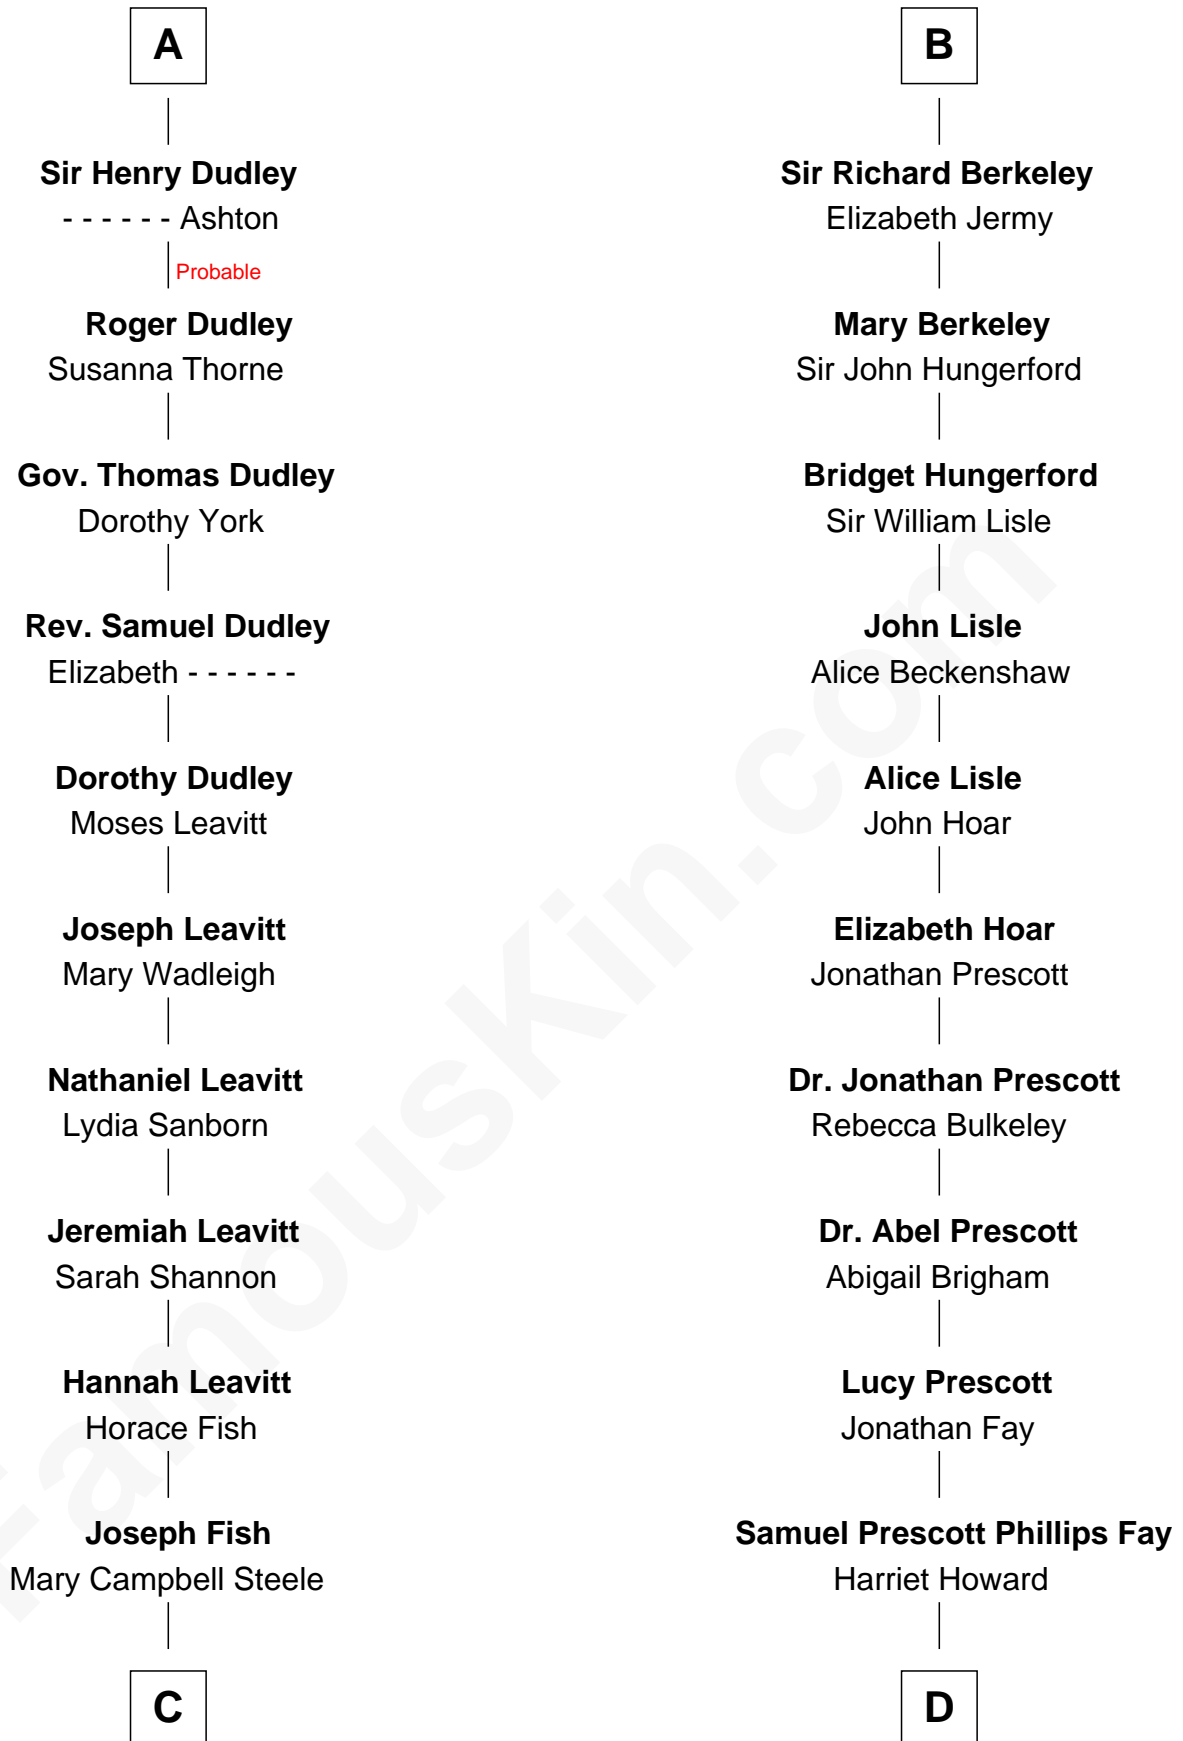 A
Sir Henry Dudley
- - - - - - Ashton
Probable
Roger Dudley
Susanna Thorne
Gov. Thomas Dudley
Dorothy York
Rev. Samuel Dudley
Elizabeth - - - - - -
Dorothy Dudley
Moses Leavitt
Joseph Leavitt
Mary Wadleigh
Nathaniel Leavitt
Lydia Sanborn
Jeremiah Leavitt
Sarah Shannon
Hannah Leavitt
Horace Fish
Joseph Fish
Mary Campbell Steele
C
B
Sir Richard Berkeley
Elizabeth Jermy
Mary Berkeley
Sir John Hungerford
Bridget Hungerford
Sir William Lisle
John Lisle
Alice Beckenshaw
Alice Lisle
John Hoar
Elizabeth Hoar
Jonathan Prescott
Dr. Jonathan Prescott
Rebecca Bulkeley
Dr. Abel Prescott
Abigail Brigham
Lucy Prescott
Jonathan Fay
Samuel Prescott Phillips Fay
Harriet Howard
D
FamousKin.com